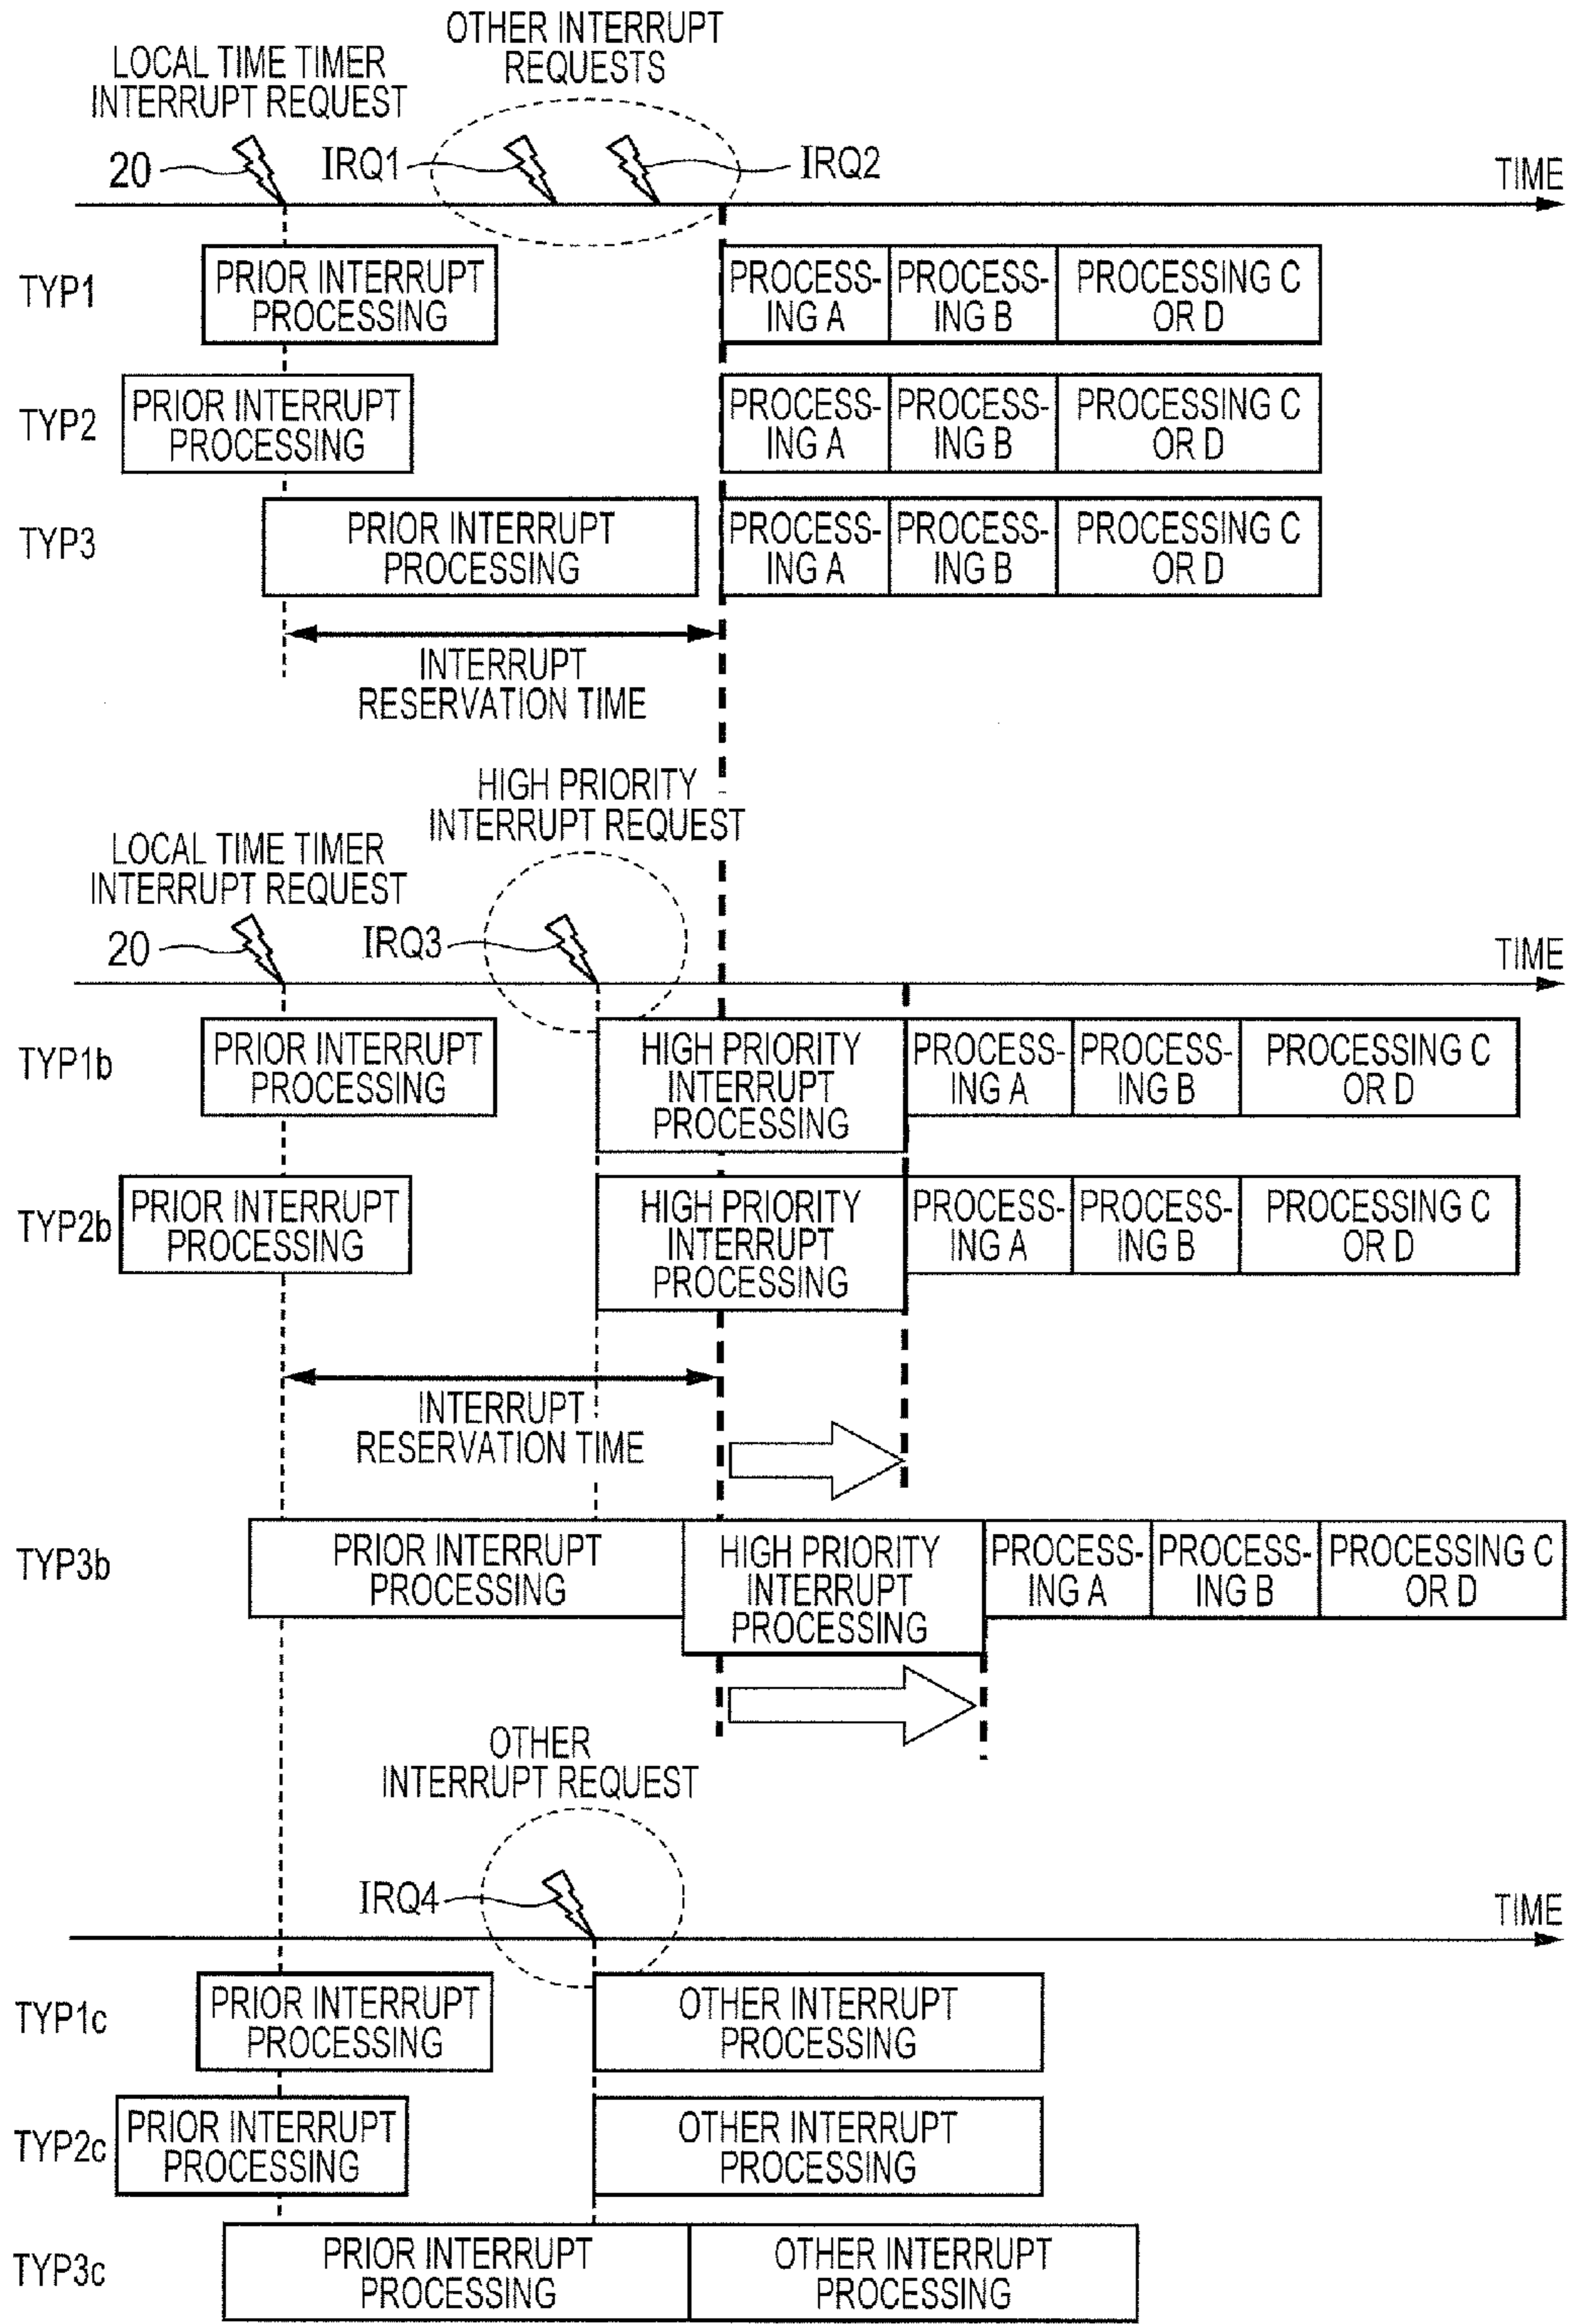 OTHER INTERRUPT
REQUESTS
LOCAL TIME TIMER
INTERRUPT REQUEST
20
IRQ1
IRQ2
TIME
TYP1
PRIOR INTERRUPT
PROCESSING
PROCESS-
ING A
PROCESS-
ING B
PROCESSING C
OR D
TYP2
PRIOR INTERRUPT
PROCESSING
PROCESS-
ING A
PROCESS-
ING B
PROCESSING C
OR D
TYP3
PRIOR INTERRUPT
PROCESSING
PROCESS-
ING A
PROCESS-
ING B
PROCESSING C
OR D
INTERRUPT
RESERVATION TIME
HIGH PRIORITY
INTERRUPT REQUEST
LOCAL TIME TIMER
INTERRUPT REQUEST
20
IRQ3
TIME
TYP1b
PRIOR INTERRUPT
PROCESSING
HIGH PRIORITY
INTERRUPT
PROCESSING
PROCESS-
ING A
PROCESS-
ING B
PROCESSING C
OR D
TYP2b
PRIOR INTERRUPT
PROCESSING
HIGH PRIORITY
INTERRUPT
PROCESSING
PROCESS-
ING A
PROCESS-
ING B
PROCESSING C
OR D
INTERRUPT
RESERVATION TIME
TYP3b
PRIOR INTERRUPT
PROCESSING
HIGH PRIORITY
INTERRUPT
PROCESSING
PROCESS-
ING A
PROCESS-
ING B
PROCESSING C
OR D
OTHER
INTERRUPT REQUEST
IRQ4
TIME
TYP1c
PRIOR INTERRUPT
PROCESSING
OTHER INTERRUPT
PROCESSING
TYP2c
PRIOR INTERRUPT
PROCESSING
OTHER INTERRUPT
PROCESSING
TYP3c
PRIOR INTERRUPT
PROCESSING
OTHER INTERRUPT
PROCESSING